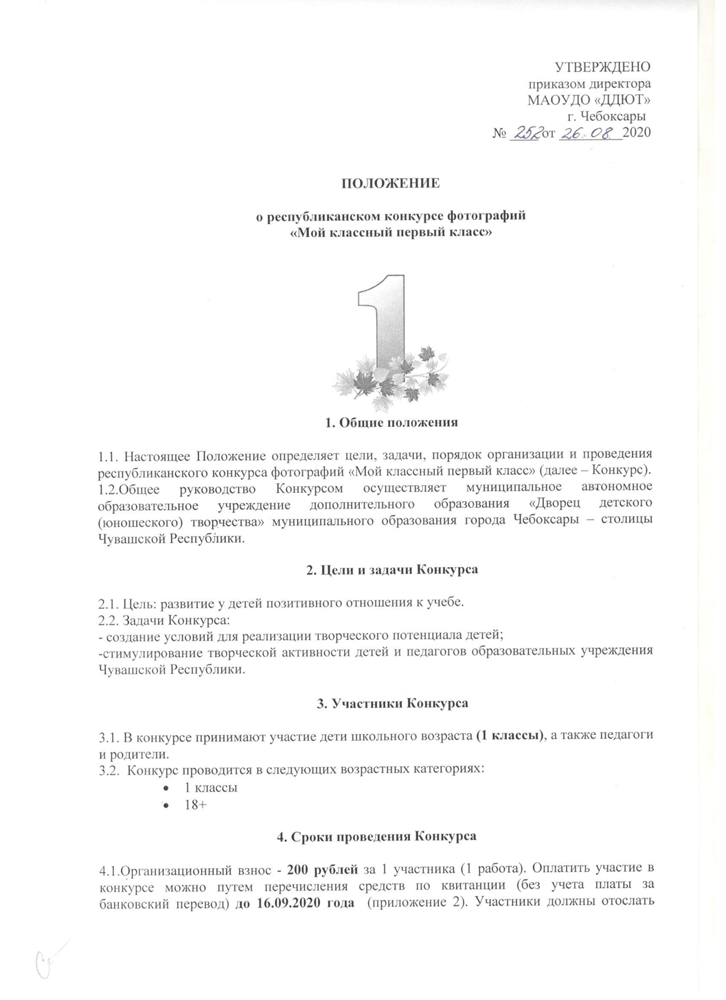 УТВЕРЖДЕНО
приказом директора
МАОУДО «ДДЮТ»
г. Чебоксары
№ 252 от 26.08.2020
ПОЛОЖЕНИЕ
о республиканском конкурсе фотографий
«Мой классный первый класс»
1
1. Общие положения
1.1. Настоящее Положение определяет цели, задачи, порядок организации и проведения
республиканского конкурса фотографий «Мой классный первый класс» (далее – Конкурс).
1.2.Общее руководство Конкурсом осуществляет муниципальное автономное
образовательное учреждение дополнительного образования «Дворец детского
(юношеского) творчества» муниципального образования города Чебоксары – столицы
Чувашской Республики.
2. Цели и задачи Конкурса
2.1. Цель: развитие у детей позитивного отношения к учебе.
2.2. Задачи Конкурса:
- создание условий для реализации творческого потенциала детей;
-стимулирование творческой активности детей и педагогов образовательных учреждения
Чувашской Республики.
3. Участники Конкурса
3.1. В конкурсе принимают участие дети школьного возраста (1 классы), а также педагоги
и родители.
3.2. Конкурс проводится в следующих возрастных категориях:
• 1 классы
• 18+
4. Сроки проведения Конкурса
4.1.Организационный взнос - 200 рублей за 1 участника (1 работа). Оплатить участие в
конкурсе можно путем перечисления средств по квитанции (без учета платы за
банковский перевод) до 16.09.2020 года (приложение 2). Участники должны отослать